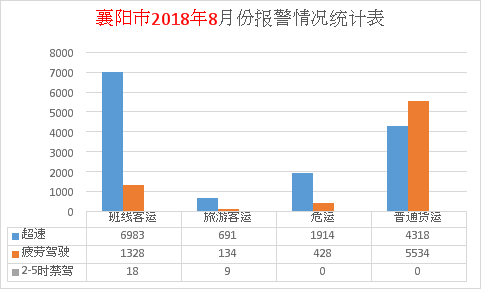 襄阳市2018年8月份报警情况统计表
8000
7000
6000
5000
4000
3000
2000
1000
0
班线客运 旅游客运 危运 普通货运
超速 6983 691 1914 4318
疲劳驾驶 1328 134 428 5534
2-5时禁驾 18 9 0 0